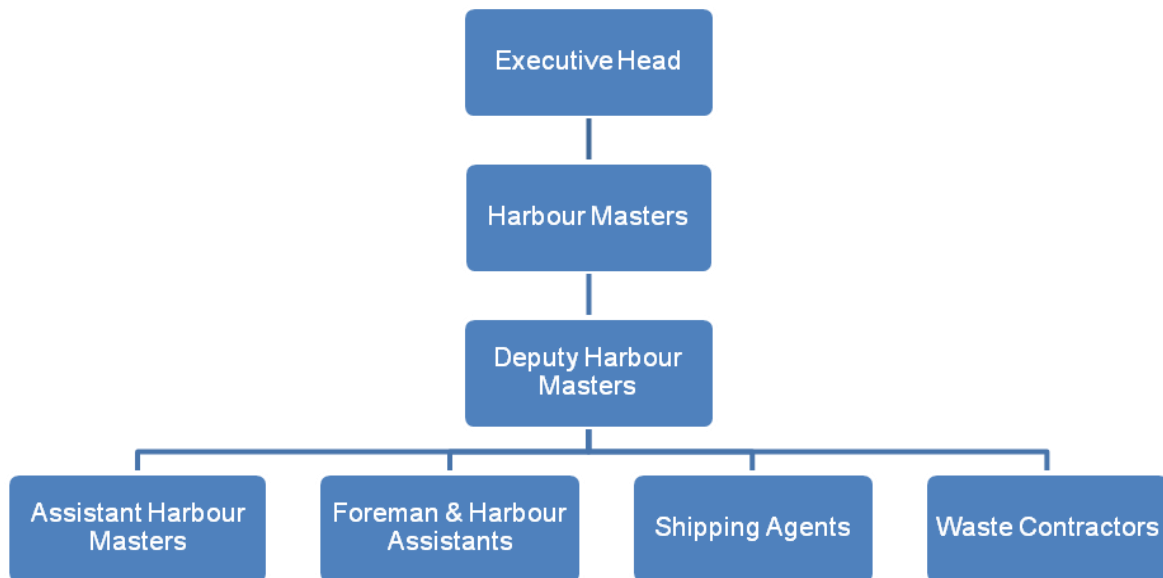 Executive Head
Harbour Masters
Deputy Harbour
Masters
Assistant Harbour
Masters
Foreman & Harbour
Assistants
Shipping Agents
Waste Contractors